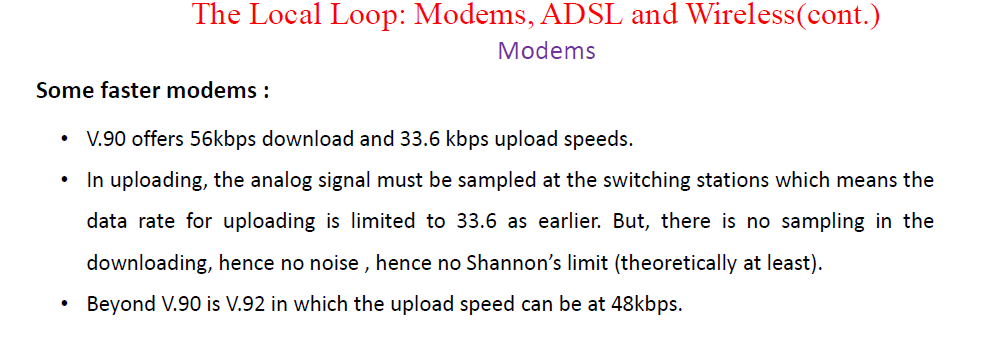 The Local Loop: Modems, ADSL and Wireless(cont.)
Modems
Some faster modems :
• V.90 offers 56kbps download and 33.6 kbps upload speeds.
• In uploading, the analog signal must be sampled at the switching stations which means the
data rate for uploading is limited to 33.6 as earlier. But, there is no sampling in the
downloading, hence no noise , hence no Shannon’s limit (theoretically at least).
• Beyond V.90 is V.92 in which the upload speed can be at 48kbps.